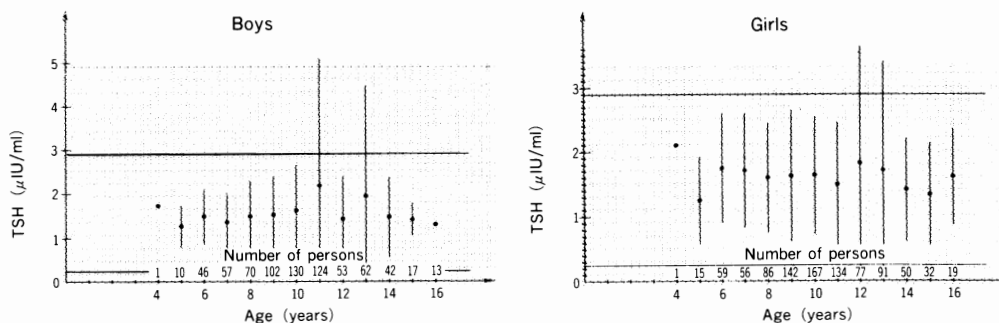 Boys
TSH (μIU/ml)
5
4
3
2
1
0
Number of persons
1 10 46 57 70 102 130 124 53 62 42 17 13
4 6 8 10 12 14 16
Age (years)
Girls
TSH (μIU/ml)
3
2
1
0
Number of persons
1 15 59 56 86 142 167 134 77 91 50 32 19
4 6 8 10 12 14 16
Age (years)